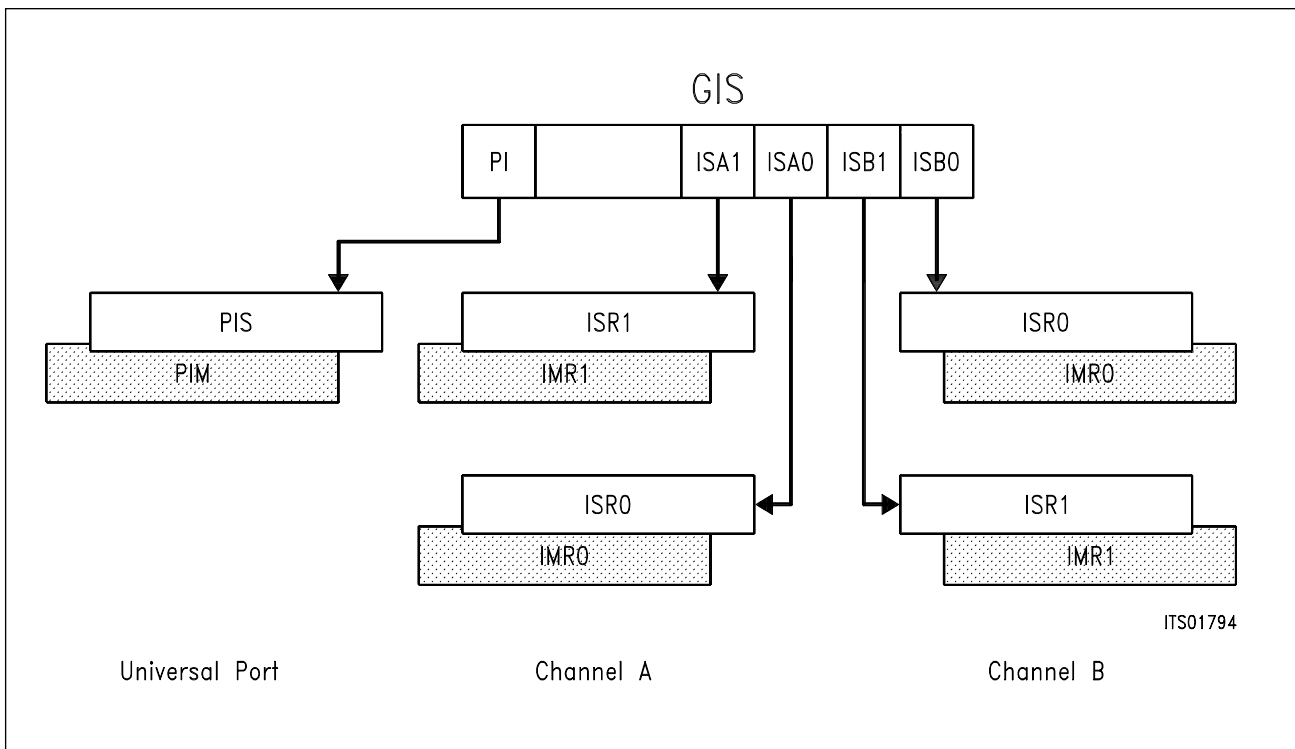 GIS
PI ISA1 ISA0 ISB1 ISB0
PIS ISR1 ISR0
PIM IMR1 IMR0
ISR0 ISR1
IMR0 IMR1
ITS01794
Universal Port Channel A Channel B